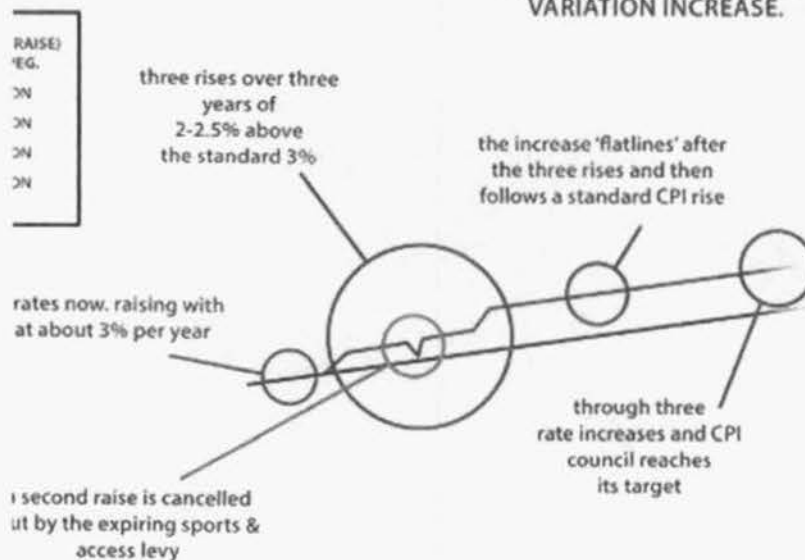 VARIATION INCREASE.
RAISE)
EG.
ON
ON
ON
ON
three rises over three
years of
2-2.5% above
the standard 3%
the increase 'flatlines' after
the three rises and then
follows a standard CPI rise
rates now. raising with
at about 3% per year
through three
rate increases and CPI
council reaches
its target
second raise is cancelled
ut by the expiring sports &
access levy